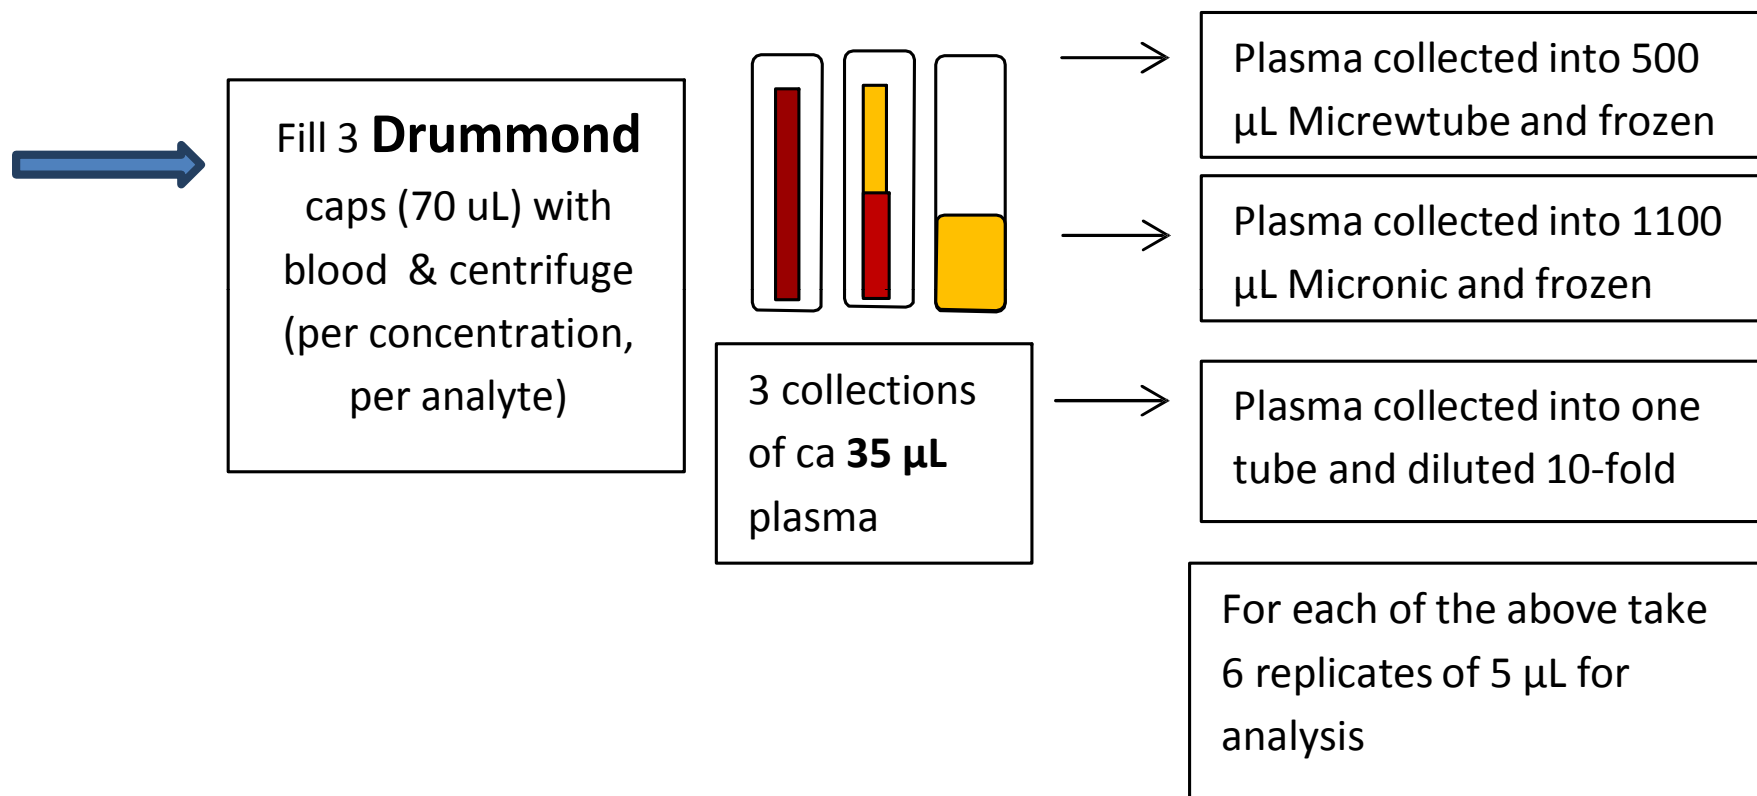 Fill 3 Drummond
caps (70 uL) with
blood & centrifuge
(per concentration,
per analyte)
3 collections
of ca 35 µL
plasma
Plasma collected into 500
µL Micrewtube and frozen
Plasma collected into 1100
µL Micronic and frozen
Plasma collected into one
tube and diluted 10-fold
For each of the above take
6 replicates of 5 µL for
analysis